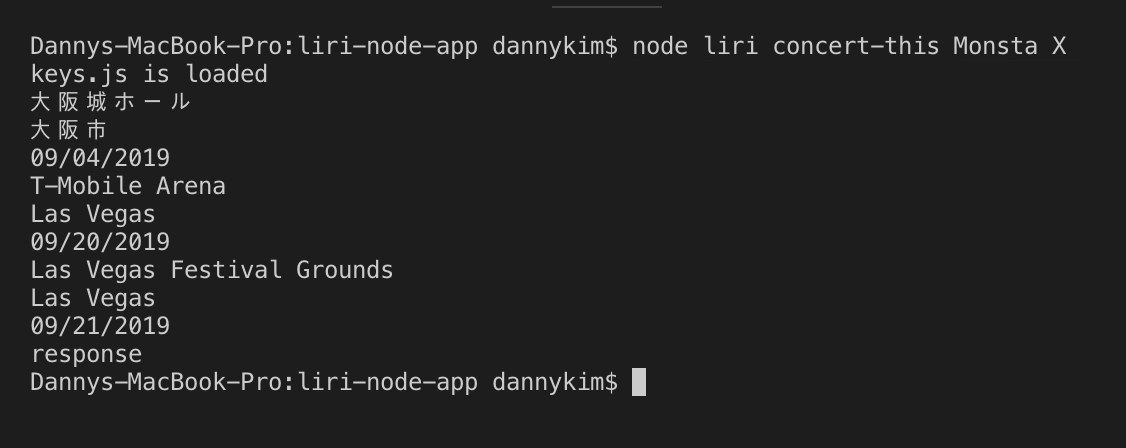 Dannys-MacBook-Pro:liri-node-app dannykim$ node liri concert-this Monsta X
keys.js is loaded
大阪城ホール
大阪市
09/04/2019
T-Mobile Arena
Las Vegas
09/20/2019
Las Vegas Festival Grounds
Las Vegas
09/21/2019
response
Dannys-MacBook-Pro:liri-node-app dannykim$